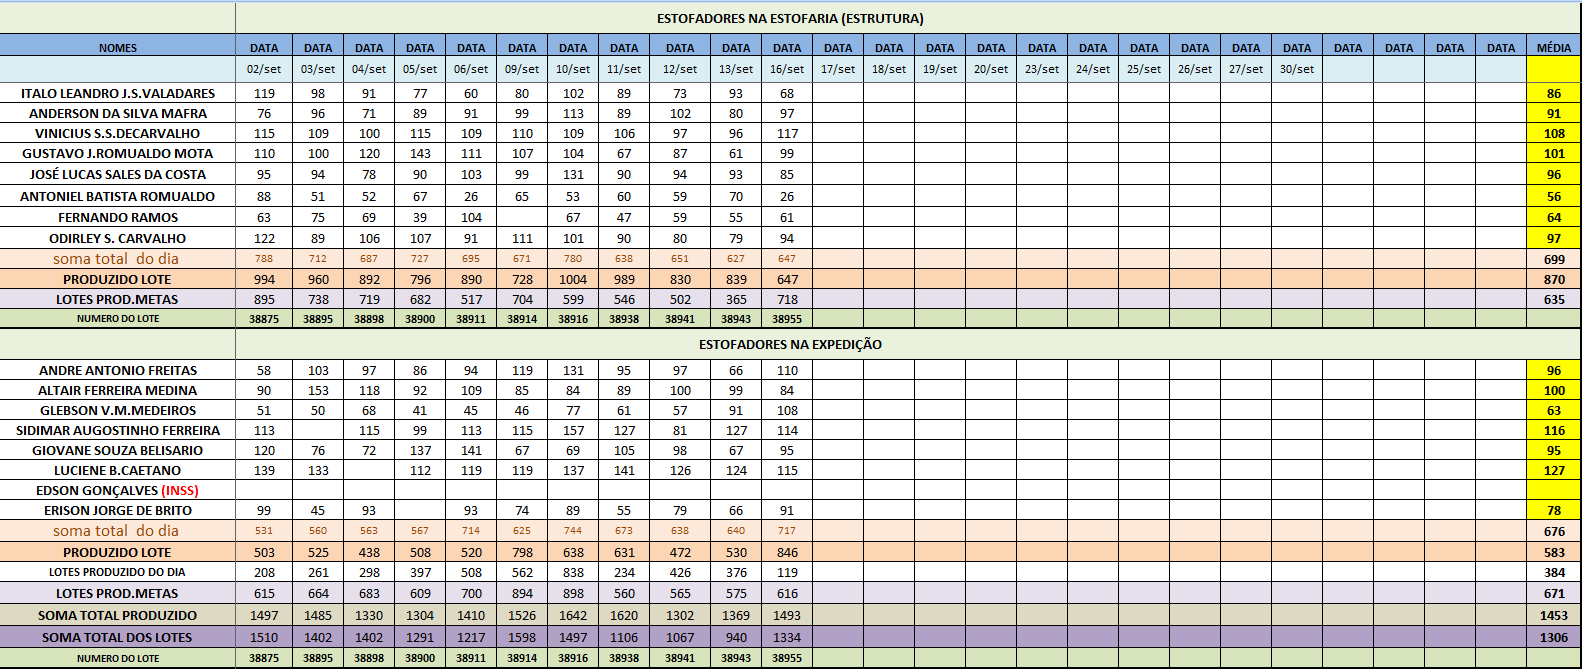 ESTOFADORES NA ESTOFARIA (ESTRUTURA)
NOMES DATA DATA DATA DATA DATA DATA DATA DATA DATA DATA DATA DATA DATA DATA DATA DATA DATA DATA DATA DATA DATA DATA DATA DATA DATA MÉDIA
02/set 03/set 04/set 05/set 06/set 09/set 10/set 11/set 12/set 13/set 16/set 17/set 18/set 19/set 20/set 23/set 24/set 25/set 26/set 27/set 30/set
ITALO LEANDRO J.S.VALADARES 119 98 91 77 60 80 102 89 73 93 68 86
ANDERSON DA SILVA MAFRA 76 96 71 89 91 99 113 89 102 80 97 91
VINICIUS S.S.DECARVALHO 115 109 100 115 109 110 109 106 97 96 117 108
GUSTAVO J.ROMUALDO MOTA 110 100 120 143 111 107 104 67 87 61 99 101
JOSÉ LUCAS SALES DA COSTA 95 94 78 90 103 99 131 90 94 93 85 96
ANTONIEL BATISTA ROMUALDO 88 51 52 67 26 65 53 60 59 70 26 56
FERNANDO RAMOS 63 75 69 39 104 67 47 59 55 61 64
ODIRLEY S. CARVALHO 122 89 106 107 91 111 101 90 80 79 94 97
soma total do dia 788 712 687 727 695 671 780 638 651 627 647 699
PRODUZIDO LOTE 994 960 892 796 890 728 1004 989 830 839 647 870
LOTES PROD.METAS 895 738 719 682 517 704 599 546 502 365 718 635
NUMERO DO LOTE 38875 38895 38898 38900 38911 38914 38916 38938 38941 38943 38955
ESTOFADORES NA EXPEDIÇÃO
ANDRE ANTONIO FREITAS 58 103 97 86 94 119 131 95 97 66 110 96
ALTAIR FERREIRA MEDINA 90 153 118 92 109 85 84 89 100 99 84 100
GLEBSON V.M.MEDEIROS 51 50 68 41 45 46 77 61 57 91 108 63
SIDIMAR AUGOSTINHO FERREIRA 113 115 99 113 115 157 127 81 127 114 116
GIOVANE SOUZA BELISARIO 120 76 72 137 141 67 69 105 98 67 95 95
LUCIENE B.CAETANO 139 133 112 119 119 137 141 126 124 115 127
EDSON GONÇALVES (INSS)
ERISON JORGE DE BRITO 99 45 93 93 74 89 55 79 66 91 78
soma total do dia 531 560 563 567 714 625 744 673 638 640 717 676
PRODUZIDO LOTE 503 525 438 508 520 798 638 631 472 530 846 583
LOTES PRODUZIDO DO DIA 208 261 298 397 508 562 838 234 426 376 119 384
LOTES PROD.METAS 615 664 683 609 700 894 898 560 565 575 616 671
SOMA TOTAL PRODUZIDO 1497 1485 1330 1304 1410 1526 1642 1620 1302 1369 1493 1453
SOMA TOTAL DOS LOTES 1510 1402 1402 1291 1217 1598 1497 1106 1067 940 1334 1306
NUMERO DO LOTE 38875 38895 38898 38900 38911 38914 38916 38938 38941 38943 38955